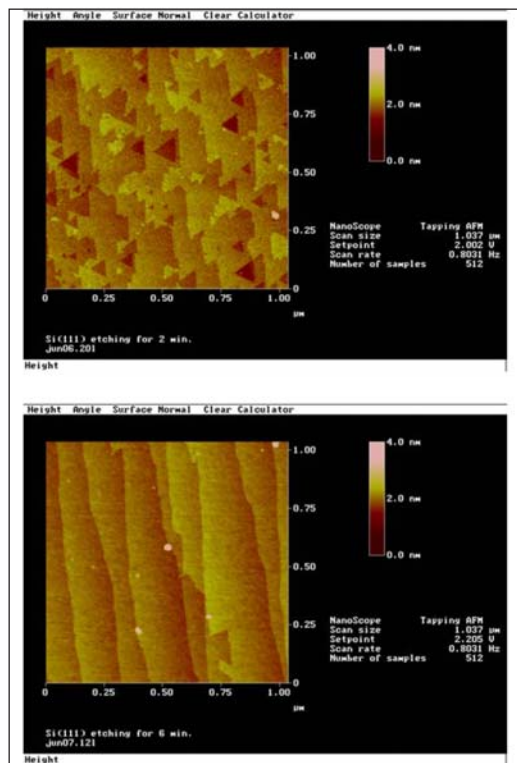 Height Angle Surface Normal Clear Calculator
4.0 nm
1.00
0.75
2.0 nm
0.50
0.0 nm
0.25
NanoScope Tapping AFM
Scan size 1.037 µm
Setpoint 2.002 V
Scan rate 0.8031 Hz
Number of samples 512
0
0 0.25 0.50 0.75 1.00
µm
Si(111) etching for 2 min.
jun06.201
Height
Height Angle Surface Normal Clear Calculator
4.0 nm
1.00
0.75
2.0 nm
0.50
0.0 nm
0.25
NanoScope Tapping AFM
Scan size 1.037 µm
Setpoint 2.205 V
Scan rate 0.8031 Hz
Number of samples 512
0
0 0.25 0.50 0.75 1.00
µm
Si(111) etching for 6 min.
jun07.121
Height